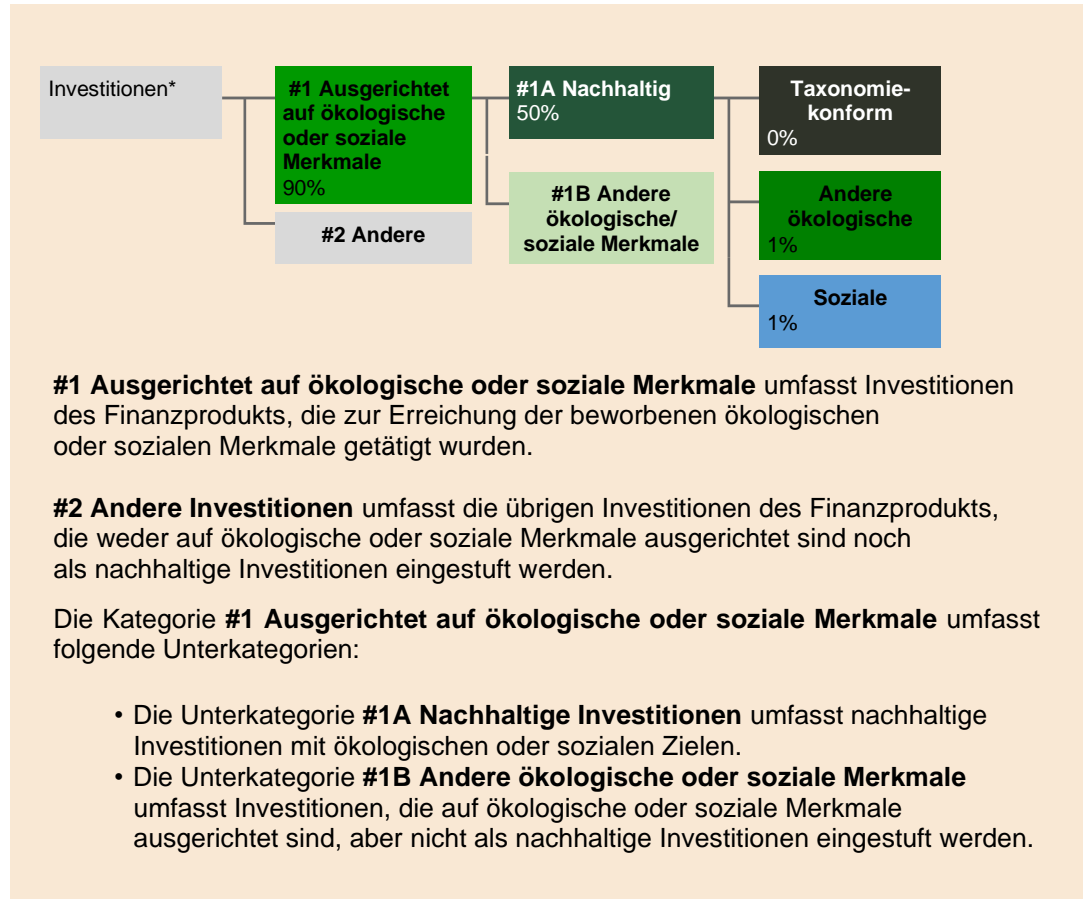 Investitionen*
#1 Ausgerichtet
auf ökologische
oder soziale
Merkmale
90%
#2 Andere
#1A Nachhaltig
50%
#1B Andere
ökologische/
soziale Merkmale
Taxonomie-
konform
0%
Andere
ökologische
1%
Soziale
1%
#1 Ausgerichtet auf ökologische oder soziale Merkmale umfasst Investitionen
des Finanzprodukts, die zur Erreichung der beworbenen ökologischen
oder sozialen Merkmale getätigt wurden.
#2 Andere Investitionen umfasst die übrigen Investitionen des Finanzprodukts,
die weder auf ökologische oder soziale Merkmale ausgerichtet sind noch
als nachhaltige Investitionen eingestuft werden.
Die Kategorie #1 Ausgerichtet auf ökologische oder soziale Merkmale umfasst
folgende Unterkategorien:
• Die Unterkategorie #1A Nachhaltige Investitionen umfasst nachhaltige
Investitionen mit ökologischen oder sozialen Zielen.
• Die Unterkategorie #1B Andere ökologische oder soziale Merkmale
umfasst Investitionen, die auf ökologische oder soziale Merkmale
ausgerichtet sind, aber nicht als nachhaltige Investitionen eingestuft werden.